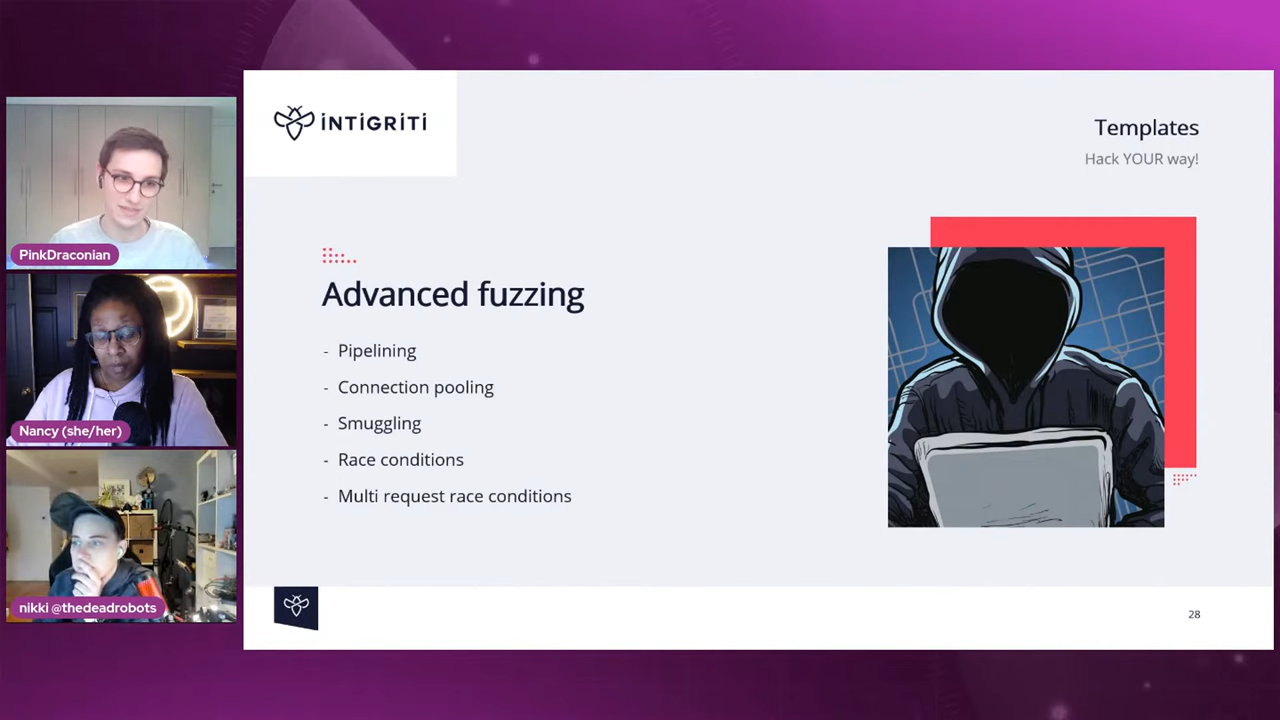 PinkDraconian
Nancy (she/her)
nikki @thedeadrobots
iNTiGRiTi
Templates
Hack YOUR way!
Advanced fuzzing
- Pipelining
- Connection pooling
- Smuggling
- Race conditions
- Multi request race conditions
28